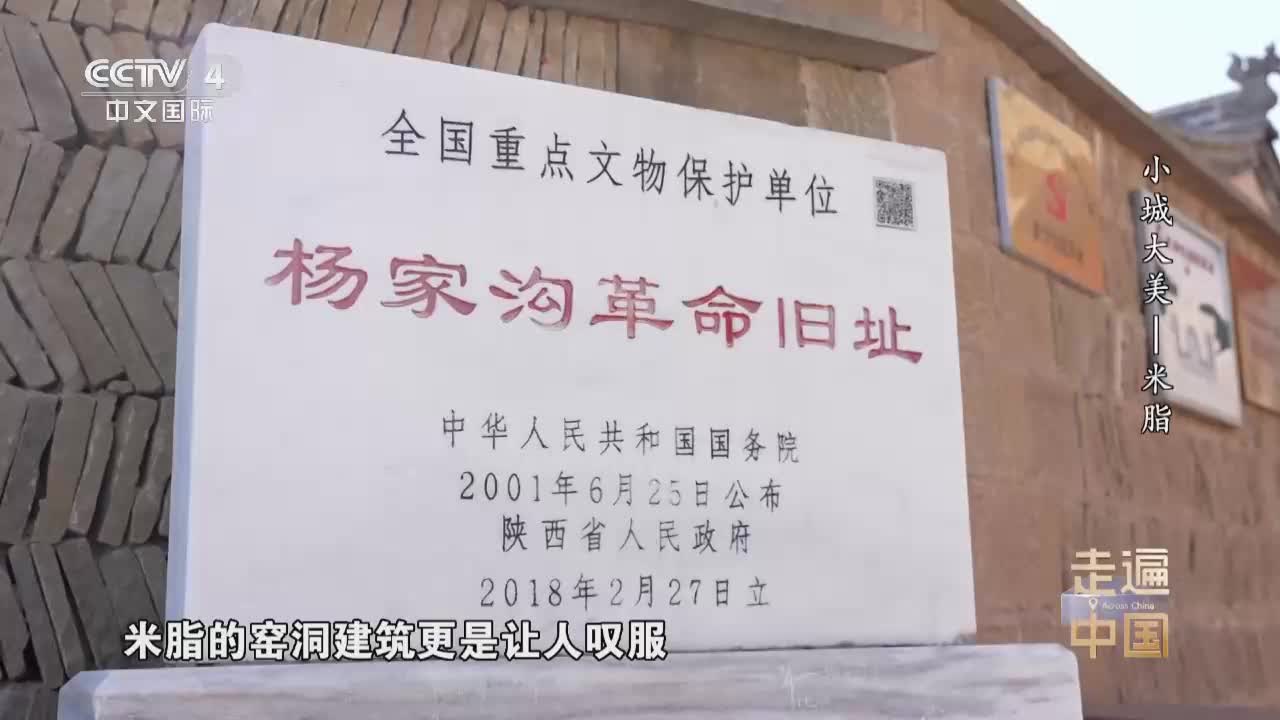 CCTV 4
中文国际
全国重点文物保护单位
杨家沟革命旧址
中华人民共和国国务院
2001年6月25日公布
陕西省人民政府
2018年2月27日立
小城大美—米脂
走遍
Across China
中国
米脂的窑洞建筑更是让人叹服